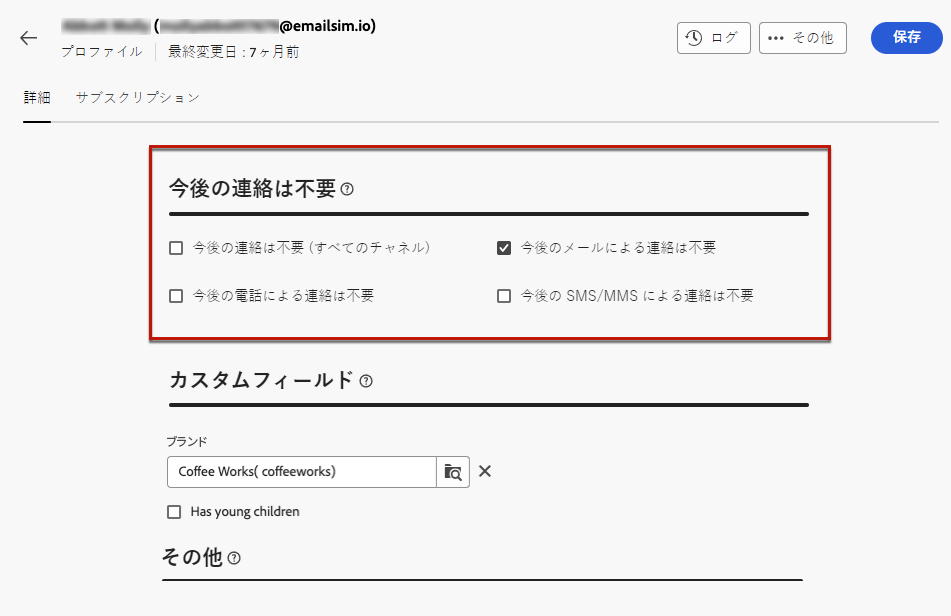 (@emailsim.io)
ログ
••• その他
保存
プロファイル
最終変更日 : 7ヶ月前
詳細
サブスクリプション
今後の連絡は不要
今後の連絡は不要 (すべてのチャネル)
今後のメールによる連絡は不要
今後の電話による連絡は不要
今後の SMS/MMS による連絡は不要
カスタムフィールド
ブランド
Coffee Works( coffeeworks)
Has young children
その他